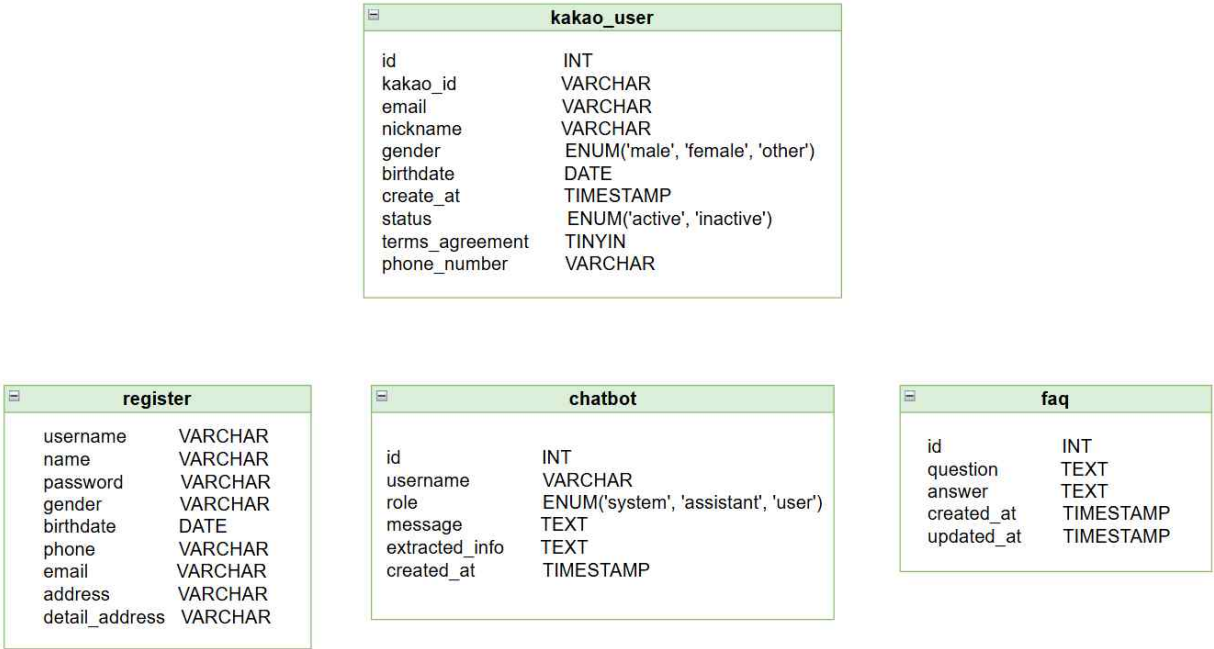 kakao_user
id INT
kakao_id VARCHAR
email VARCHAR
nickname VARCHAR
gender ENUM('male', 'female', 'other')
birthdate DATE
create_at TIMESTAMP
status ENUM('active', 'inactive')
terms_agreement TINYIN
phone_number VARCHAR
register
username VARCHAR
name VARCHAR
password VARCHAR
gender VARCHAR
birthdate DATE
phone VARCHAR
email VARCHAR
address VARCHAR
detail_address VARCHAR
chatbot
id INT
username VARCHAR
role ENUM('system', 'assistant', 'user')
message TEXT
extracted_info TEXT
created_at TIMESTAMP
faq
id INT
question TEXT
answer TEXT
created_at TIMESTAMP
updated_at TIMESTAMP